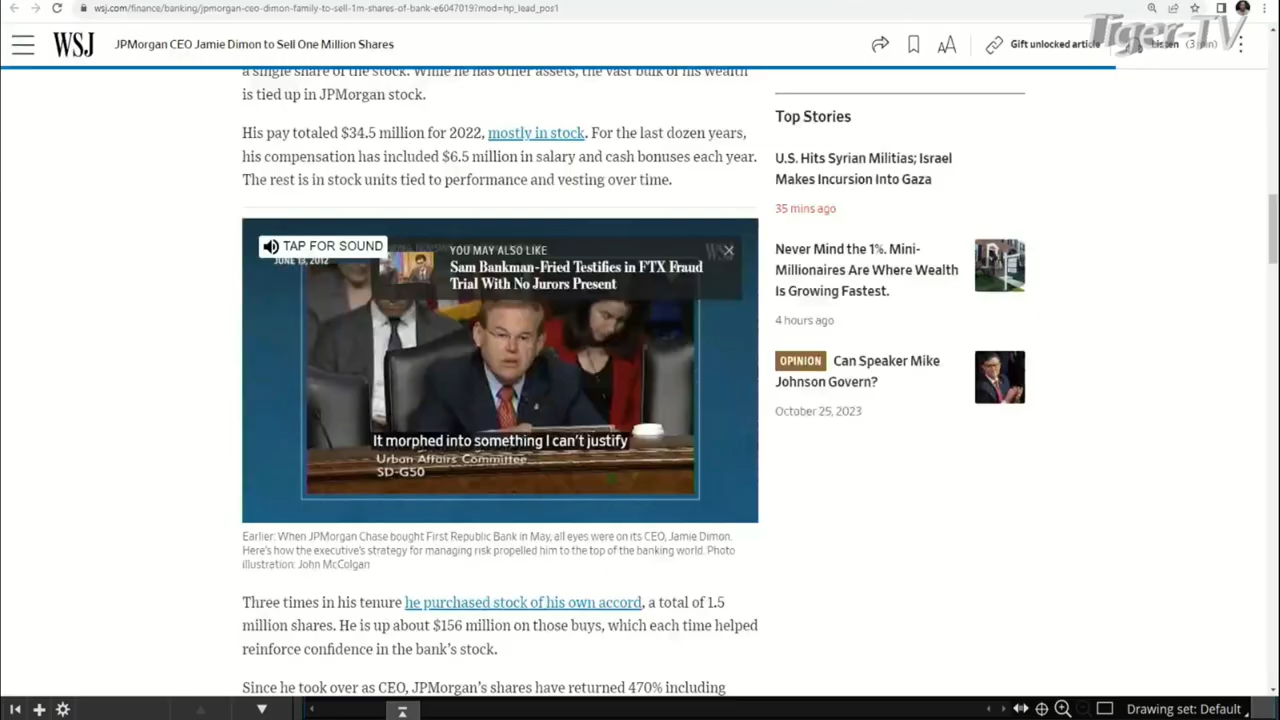 wsj.com/finance/banking/jpmorgan-ceo-dimon-family-to-sell-1m-shares-of-bank-e6047019?mod=hp_lead_pos1
Tiger-TV
WSJ
JPMorgan CEO Jamie Dimon to Sell One Million Shares
AA
Gift unlocked article
Listen (3 min)
a single share of the stock. While he has other assets, the vast bulk of his wealth
is tied up in JPMorgan stock.
His pay totaled $34.5 million for 2022, mostly in stock. For the last dozen years,
his compensation has included $6.5 million in salary and cash bonuses each year.
The rest is in stock units tied to performance and vesting over time.
TAP FOR SOUND
JUNE 13, 2012
YOU MAY ALSO LIKE
WSJ
Sam Bankman-Fried Testifies in FTX Fraud
Trial With No Jurors Present
It morphed into something I can't justify
Urban Affairs Committee
SD-G50
Earlier: When JPMorgan Chase bought First Republic Bank in May, all eyes were on its CEO, Jamie Dimon.
Here's how the executive's strategy for managing risk propelled him to the top of the banking world. Photo
illustration: John McColgan
Three times in his tenure he purchased stock of his own accord, a total of 1.5
million shares. He is up about $156 million on those buys, which each time helped
reinforce confidence in the bank's stock.
Since he took over as CEO, JPMorgan's shares have returned 470% including
Top Stories
U.S. Hits Syrian Militias; Israel
Makes Incursion Into Gaza
35 mins ago
Never Mind the 1%. Mini-
Millionaires Are Where Wealth
Is Growing Fastest.
4 hours ago
OPINION Can Speaker Mike
Johnson Govern?
October 25, 2023
Drawing set: Default